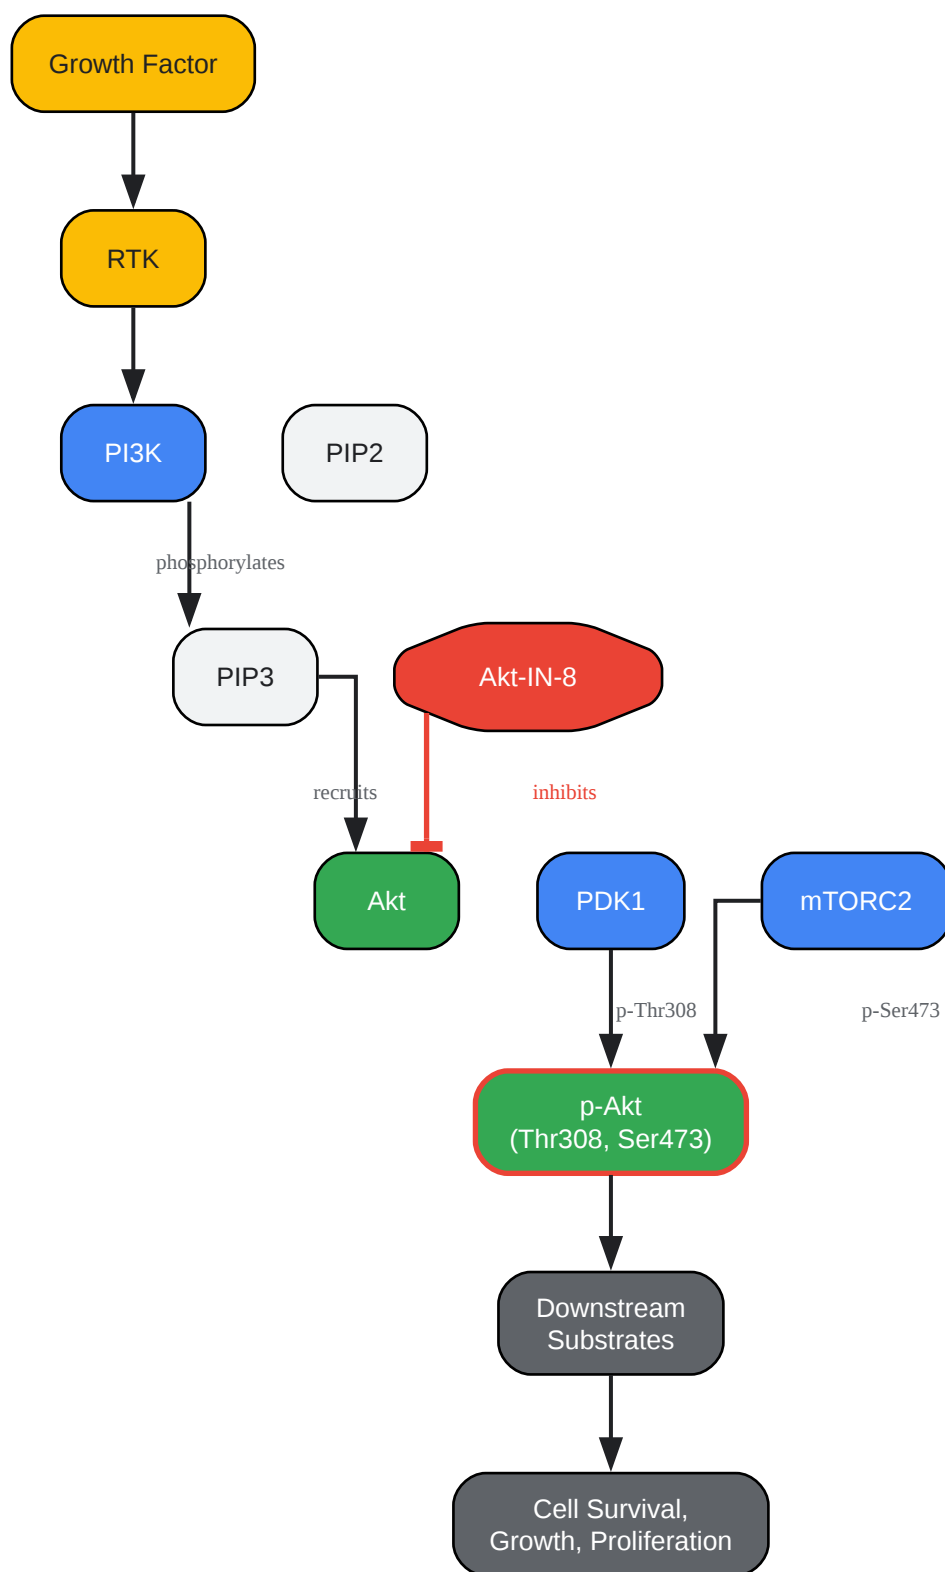 Growth Factor
RTK
PI3K
PIP2
phosphorylates
PIP3
Akt-IN-8
recruits
inhibits
Akt
PDK1
mTORC2
p-Thr308
p-Ser473
p-Akt
(Thr308, Ser473)
Downstream
Substrates
Cell Survival,
Growth, Proliferation